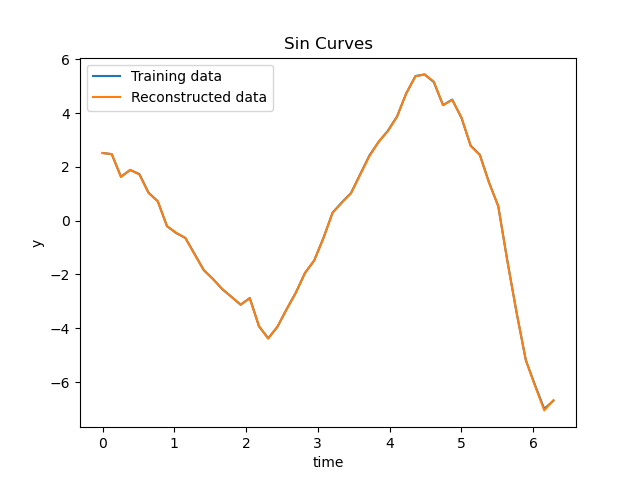 Sin Curves
Training data
Reconstructed data
6
4
2
0
−2
−4
−6
y
0 1 2 3 4 5 6
time